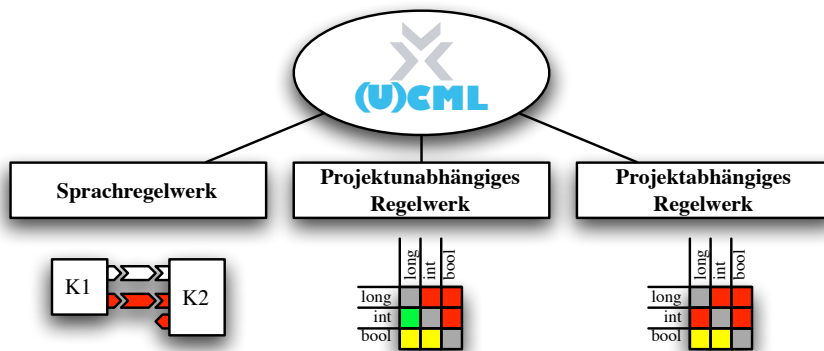 (U)CML
Sprachregelwerk
Projektunabhängiges
Regelwerk
Projektabhängiges
Regelwerk
K1
K2
long
int
bool
long
int
bool
long
int
bool
long
int
bool